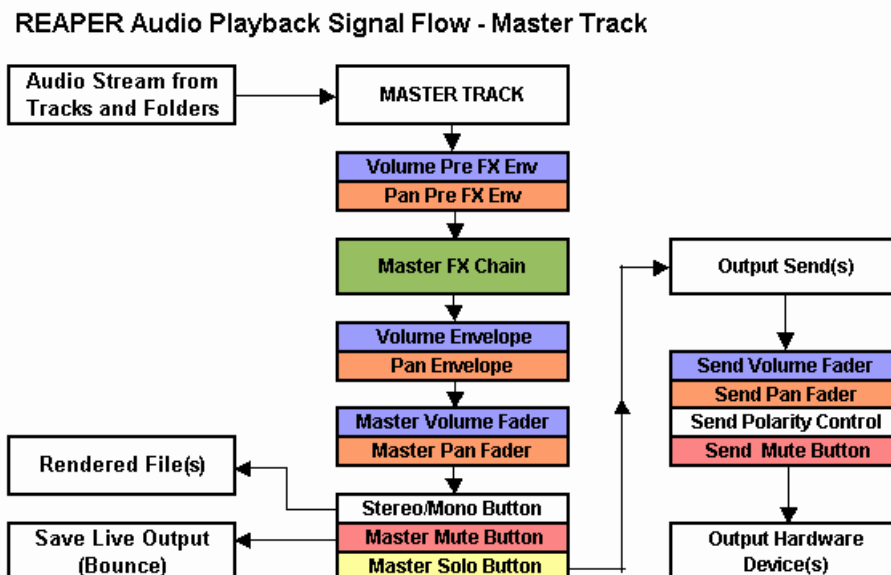 REAPER Audio Playback Signal Flow - Master Track
Audio Stream from
Tracks and Folders
MASTER TRACK
Volume Pre FX Env
Pan Pre FX Env
Master FX Chain
Output Send(s)
Volume Envelope
Pan Envelope
Send Volume Fader
Send Pan Fader
Send Polarity Control
Send Mute Button
Master Volume Fader
Master Pan Fader
Rendered File(s)
Stereo/Mono Button
Master Mute Button
Master Solo Button
Save Live Output
(Bounce)
Output Hardware
Device(s)